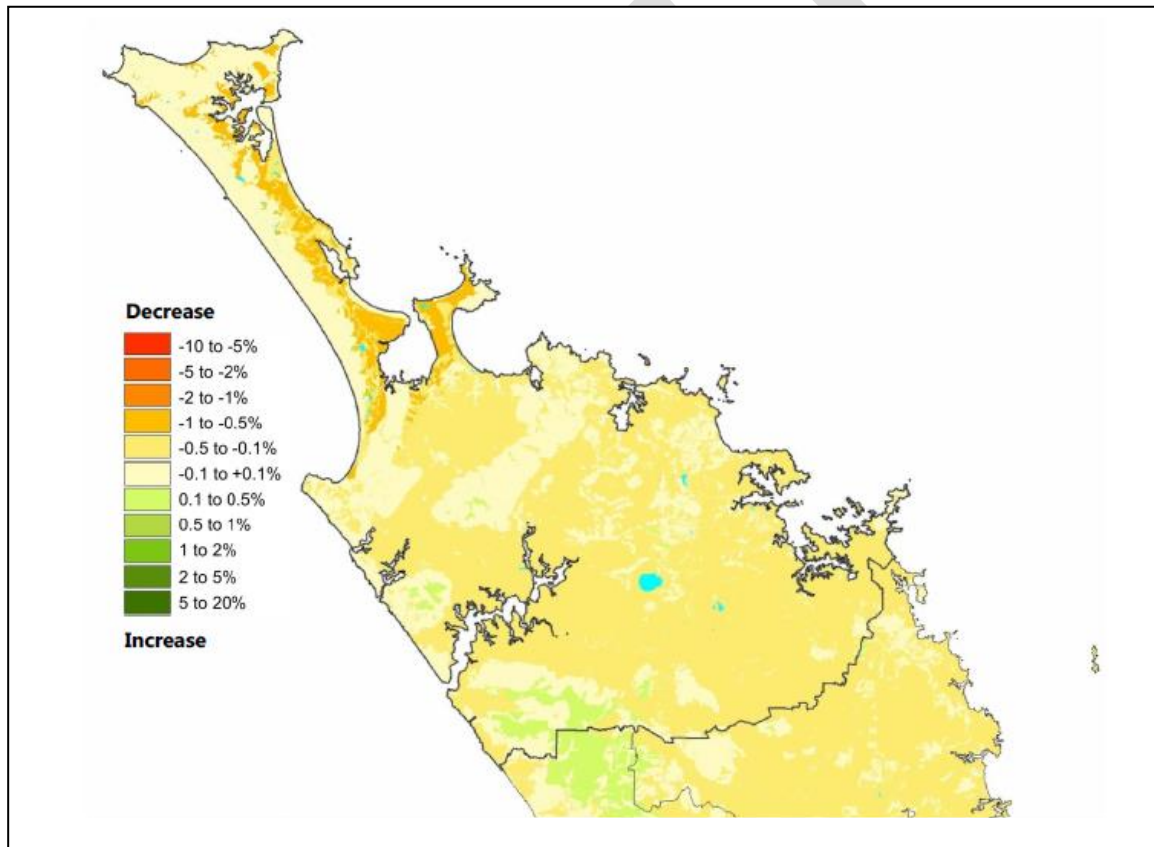 Decrease
-10 to -5%
-5 to -2%
-2 to -1%
-1 to -0.5%
-0.5 to -0.1%
-0.1 to +0.1%
0.1 to 0.5%
0.5 to 1%
1 to 2%
2 to 5%
5 to 20%
Increase